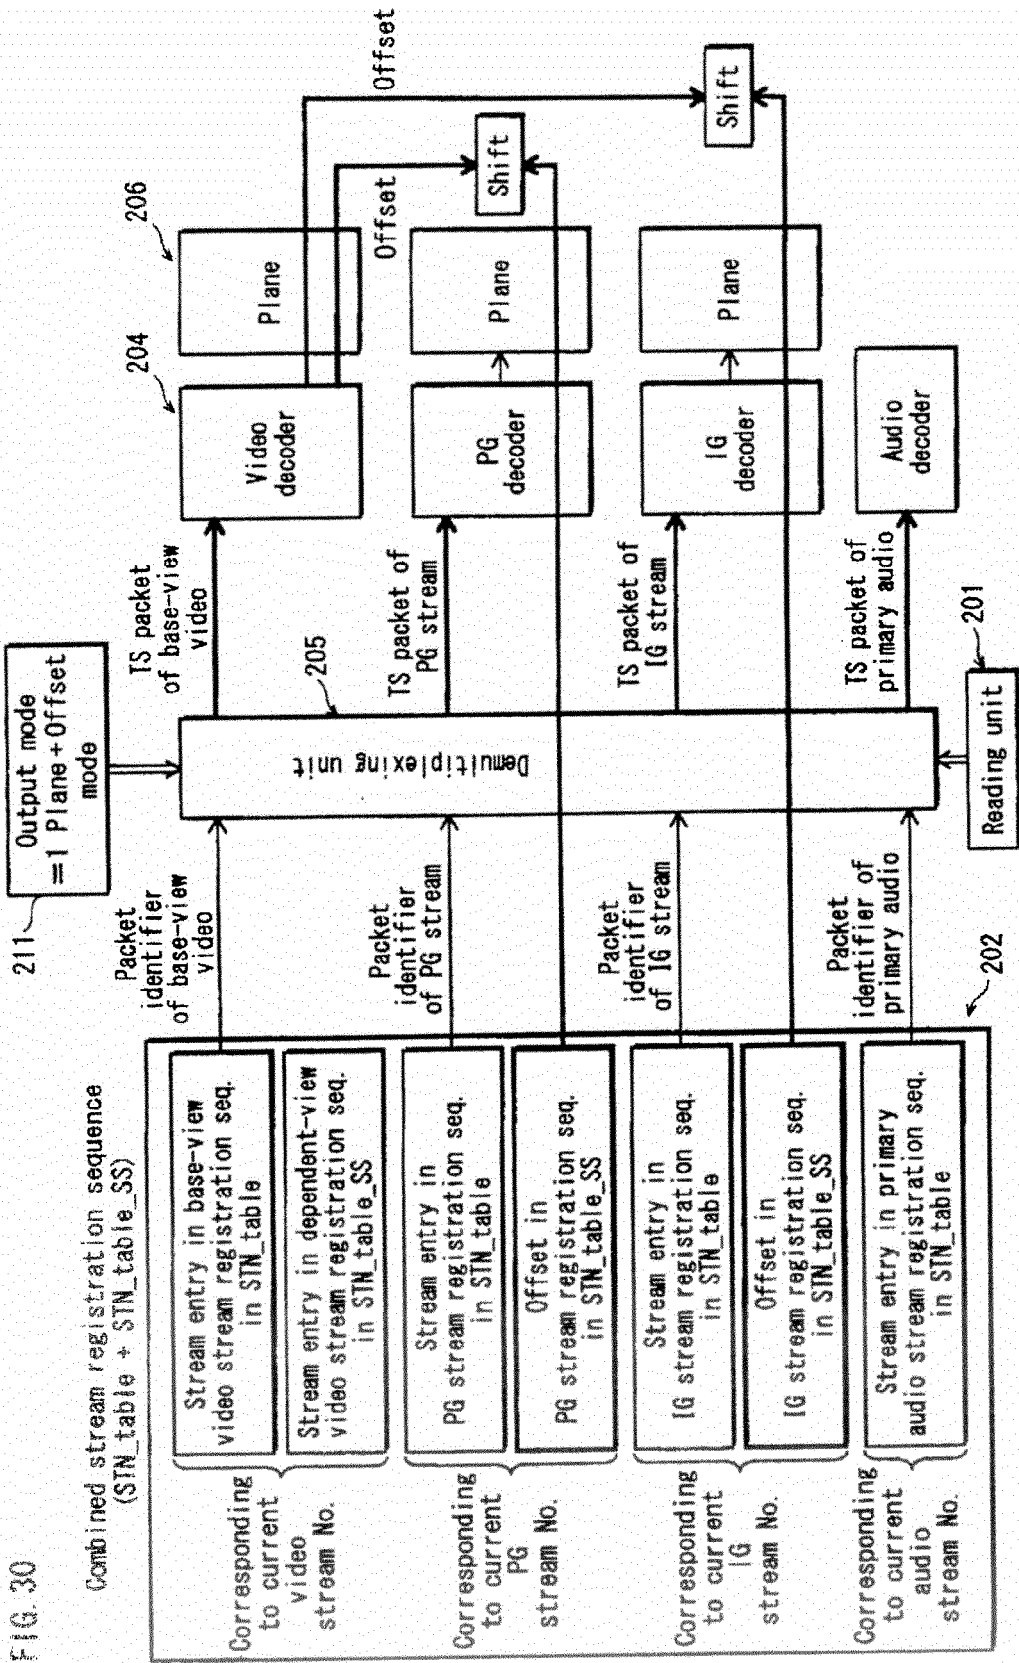 FIG. 30
Combined stream registration sequence
(STN_table + STN_table_SS)
Corresponding
to current
video
stream No.
Stream entry in base-view
video stream registration seq.
in STN_table
Stream entry in dependent-view
video stream registration seq.
in STN_table_SS
Corresponding
to current
PG
stream No.
Stream entry in
PG stream registration seq.
in STN_table
Offset in
PG stream registration seq.
in STN_table_SS
Corresponding
to current
IG
stream No.
Stream entry in
IG stream registration seq.
in STN_table
Offset in
IG stream registration seq.
in STN_table_SS
Corresponding
to current
audio
stream No.
Stream entry in primary
audio stream registration seq.
in STN_table
202
211
Output mode
=1 Plane+Offset
mode
Packet
identifier
of base-view
video
Packet
identifier
of PG stream
Packet
identifier
of IG stream
Packet
identifier of
primary audio
Demultiplexing unit
205
Reading unit
201
TS packet
of base-view
video
TS packet of
PG stream
TS packet of
IG stream
TS packet of
primary audio
204
Video
decoder
PG
decoder
IG
decoder
Audio
decoder
206
Plane
Plane
Plane
Offset
Shift
Offset
Shift